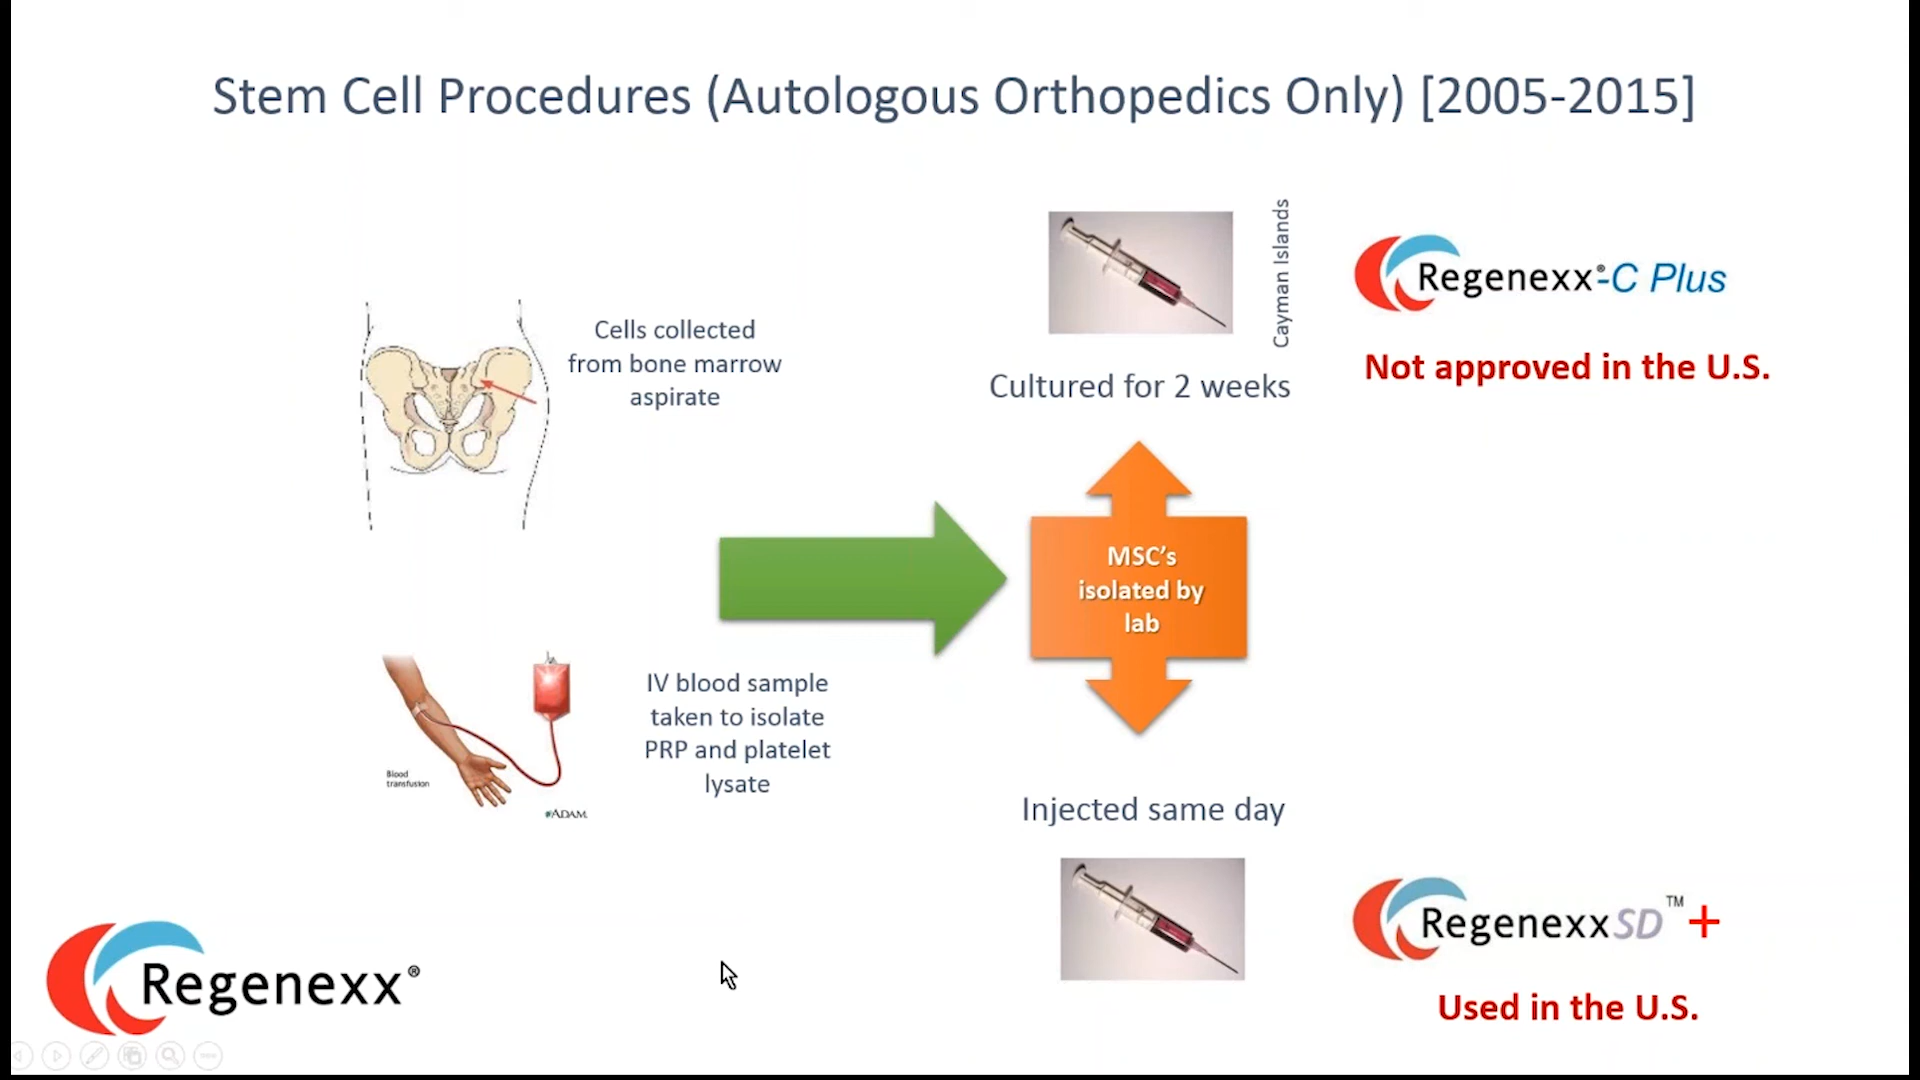 Stem Cell Procedures (Autologous Orthopedics Only) [2005-2015]
Cells collected
from bone marrow
aspirate
Cayman Islands
Regenexx®-C Plus
Not approved in the U.S.
Cultured for 2 weeks
MSC's
isolated by
lab
IV blood sample
taken to isolate
PRP and platelet
lysate
Blood
transfusion
ADAM.
Injected same day
Regenexx SD™+
Used in the U.S.
Regenexx®